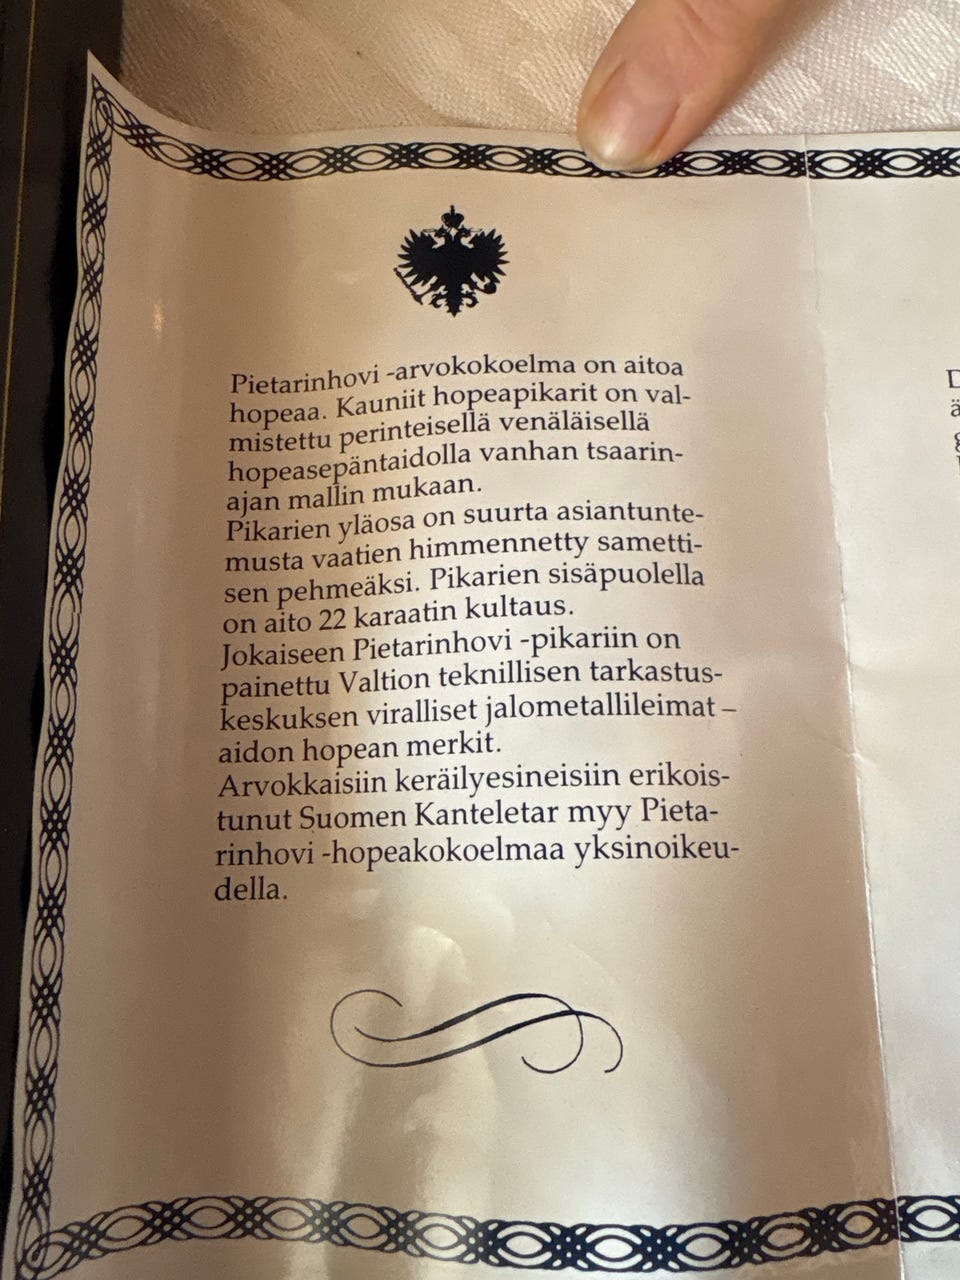 Pietarinhovi -arvokokoelma on aitoa
hopeaa. Kauniit hopeapikarit on val-
mistettu perinteisellä venäläisellä
hopeasepäntaidolla vanhan tsaarin-
ajan mallin mukaan.
Pikarien yläosa on suurta asiantunte-
musta vaatien himmennetty sametti-
sen pehmeäksi. Pikarien sisäpuolella
on aito 22 karaatin kultaus.
Jokaiseen Pietarinhovi -pikariin on
painettu Valtion teknillisen tarkastus-
keskuksen viralliset jalometallileimat –
aidon hopean merkit.
Arvokkaisiin keräilyesineisiin erikois-
tunut Suomen Kanteletar myy Pieta-
rinhovi -hopeakokoelmaa yksinoikeu-
della.